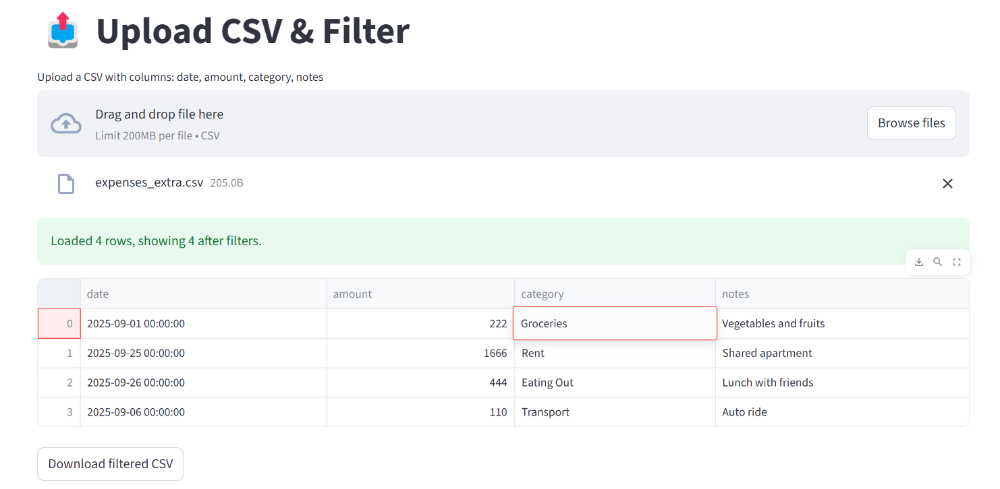 Upload CSV & Filter
Upload a CSV with columns: date, amount, category, notes
Drag and drop file here
Limit 200MB per file • CSV
Browse files
expenses_extra.csv 205.0B
Loaded 4 rows, showing 4 after filters.
date amount category notes
0 2025-09-01 00:00:00 222 Groceries Vegetables and fruits
1 2025-09-25 00:00:00 1666 Rent Shared apartment
2 2025-09-26 00:00:00 444 Eating Out Lunch with friends
3 2025-09-06 00:00:00 110 Transport Auto ride
Download filtered CSV